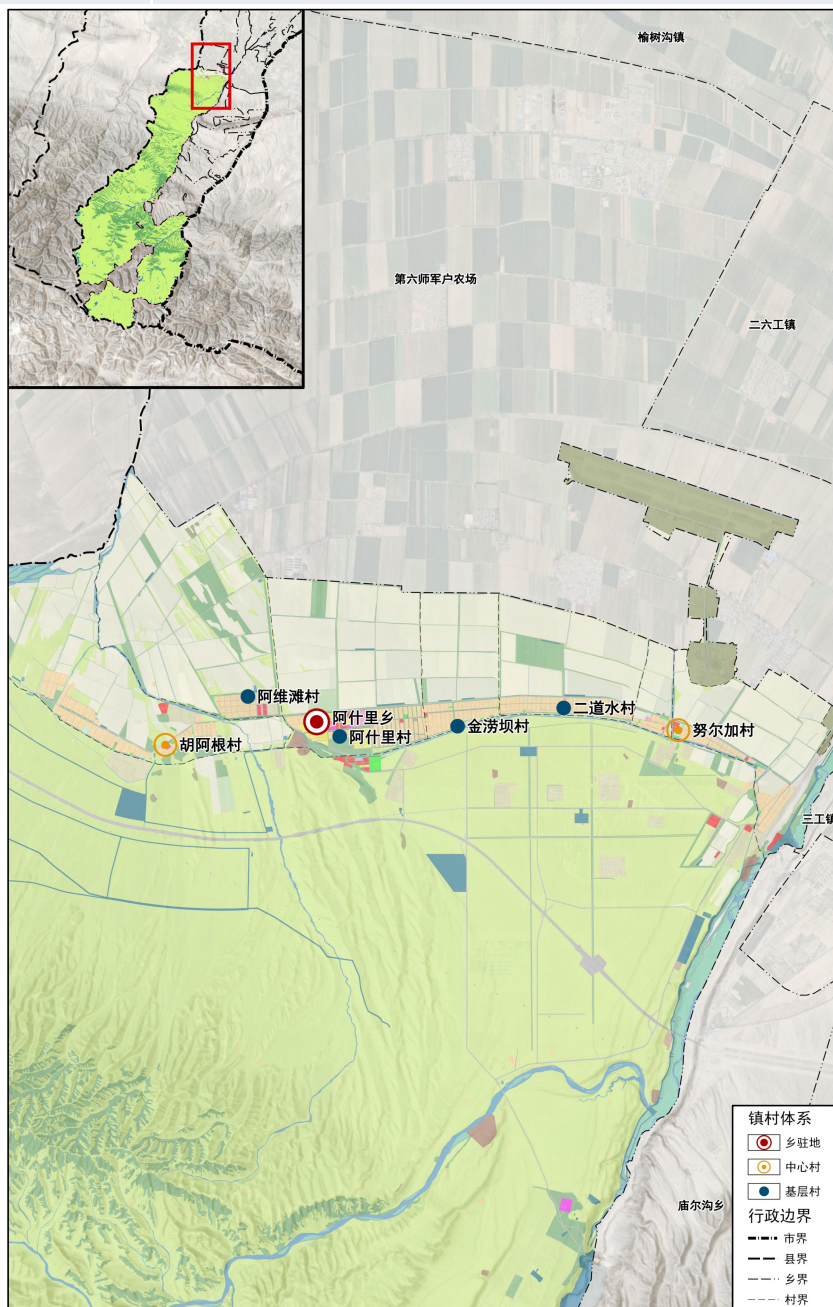 榆树沟镇
第六师军户农场
二六工镇
阿维滩村
阿什里乡
阿什里村
胡阿根村
金涝坝村
二道水村
努尔加村
三工镇
庙尔沟乡
镇村体系
乡驻地
中心村
基层村
行政边界
市界
县界
乡界
村界